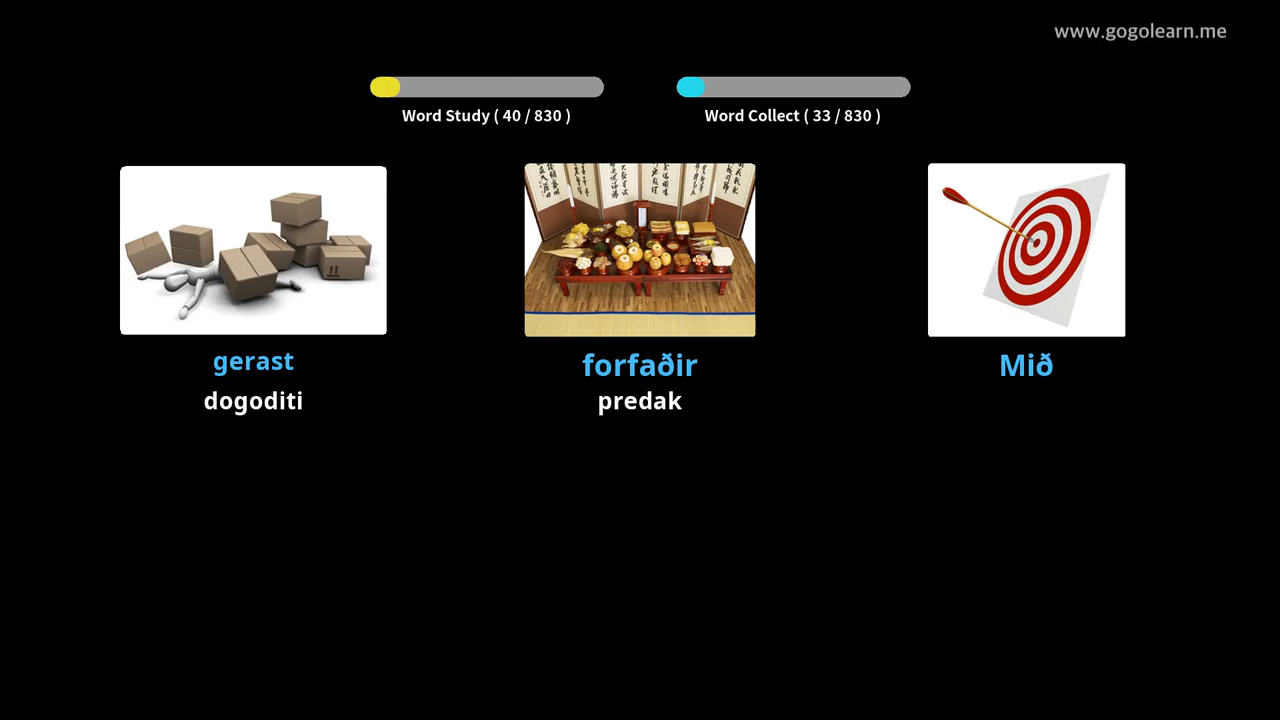 www.gogolearn.me
Word Study ( 40 / 830 )
Word Collect ( 33 / 830 )
gerast
dogoditi
forfaðir
predak
Mið